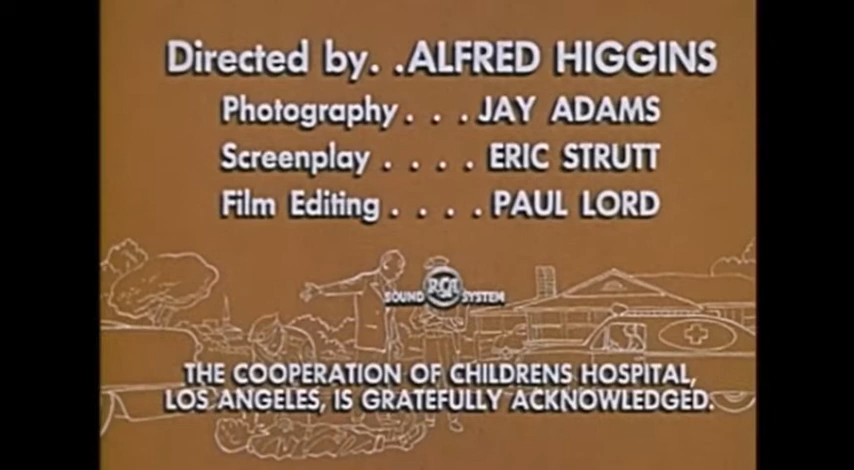 Directed by. .ALFRED HIGGINS
Photography . . . JAY ADAMS
Screenplay . . . . ERIC STRUTT
Film Editing . . . . PAUL LORD
SOUND RCA SYSTEM
THE COOPERATION OF CHILDRENS HOSPITAL,
LOS ANGELES, IS GRATEFULLY ACKNOWLEDGED.